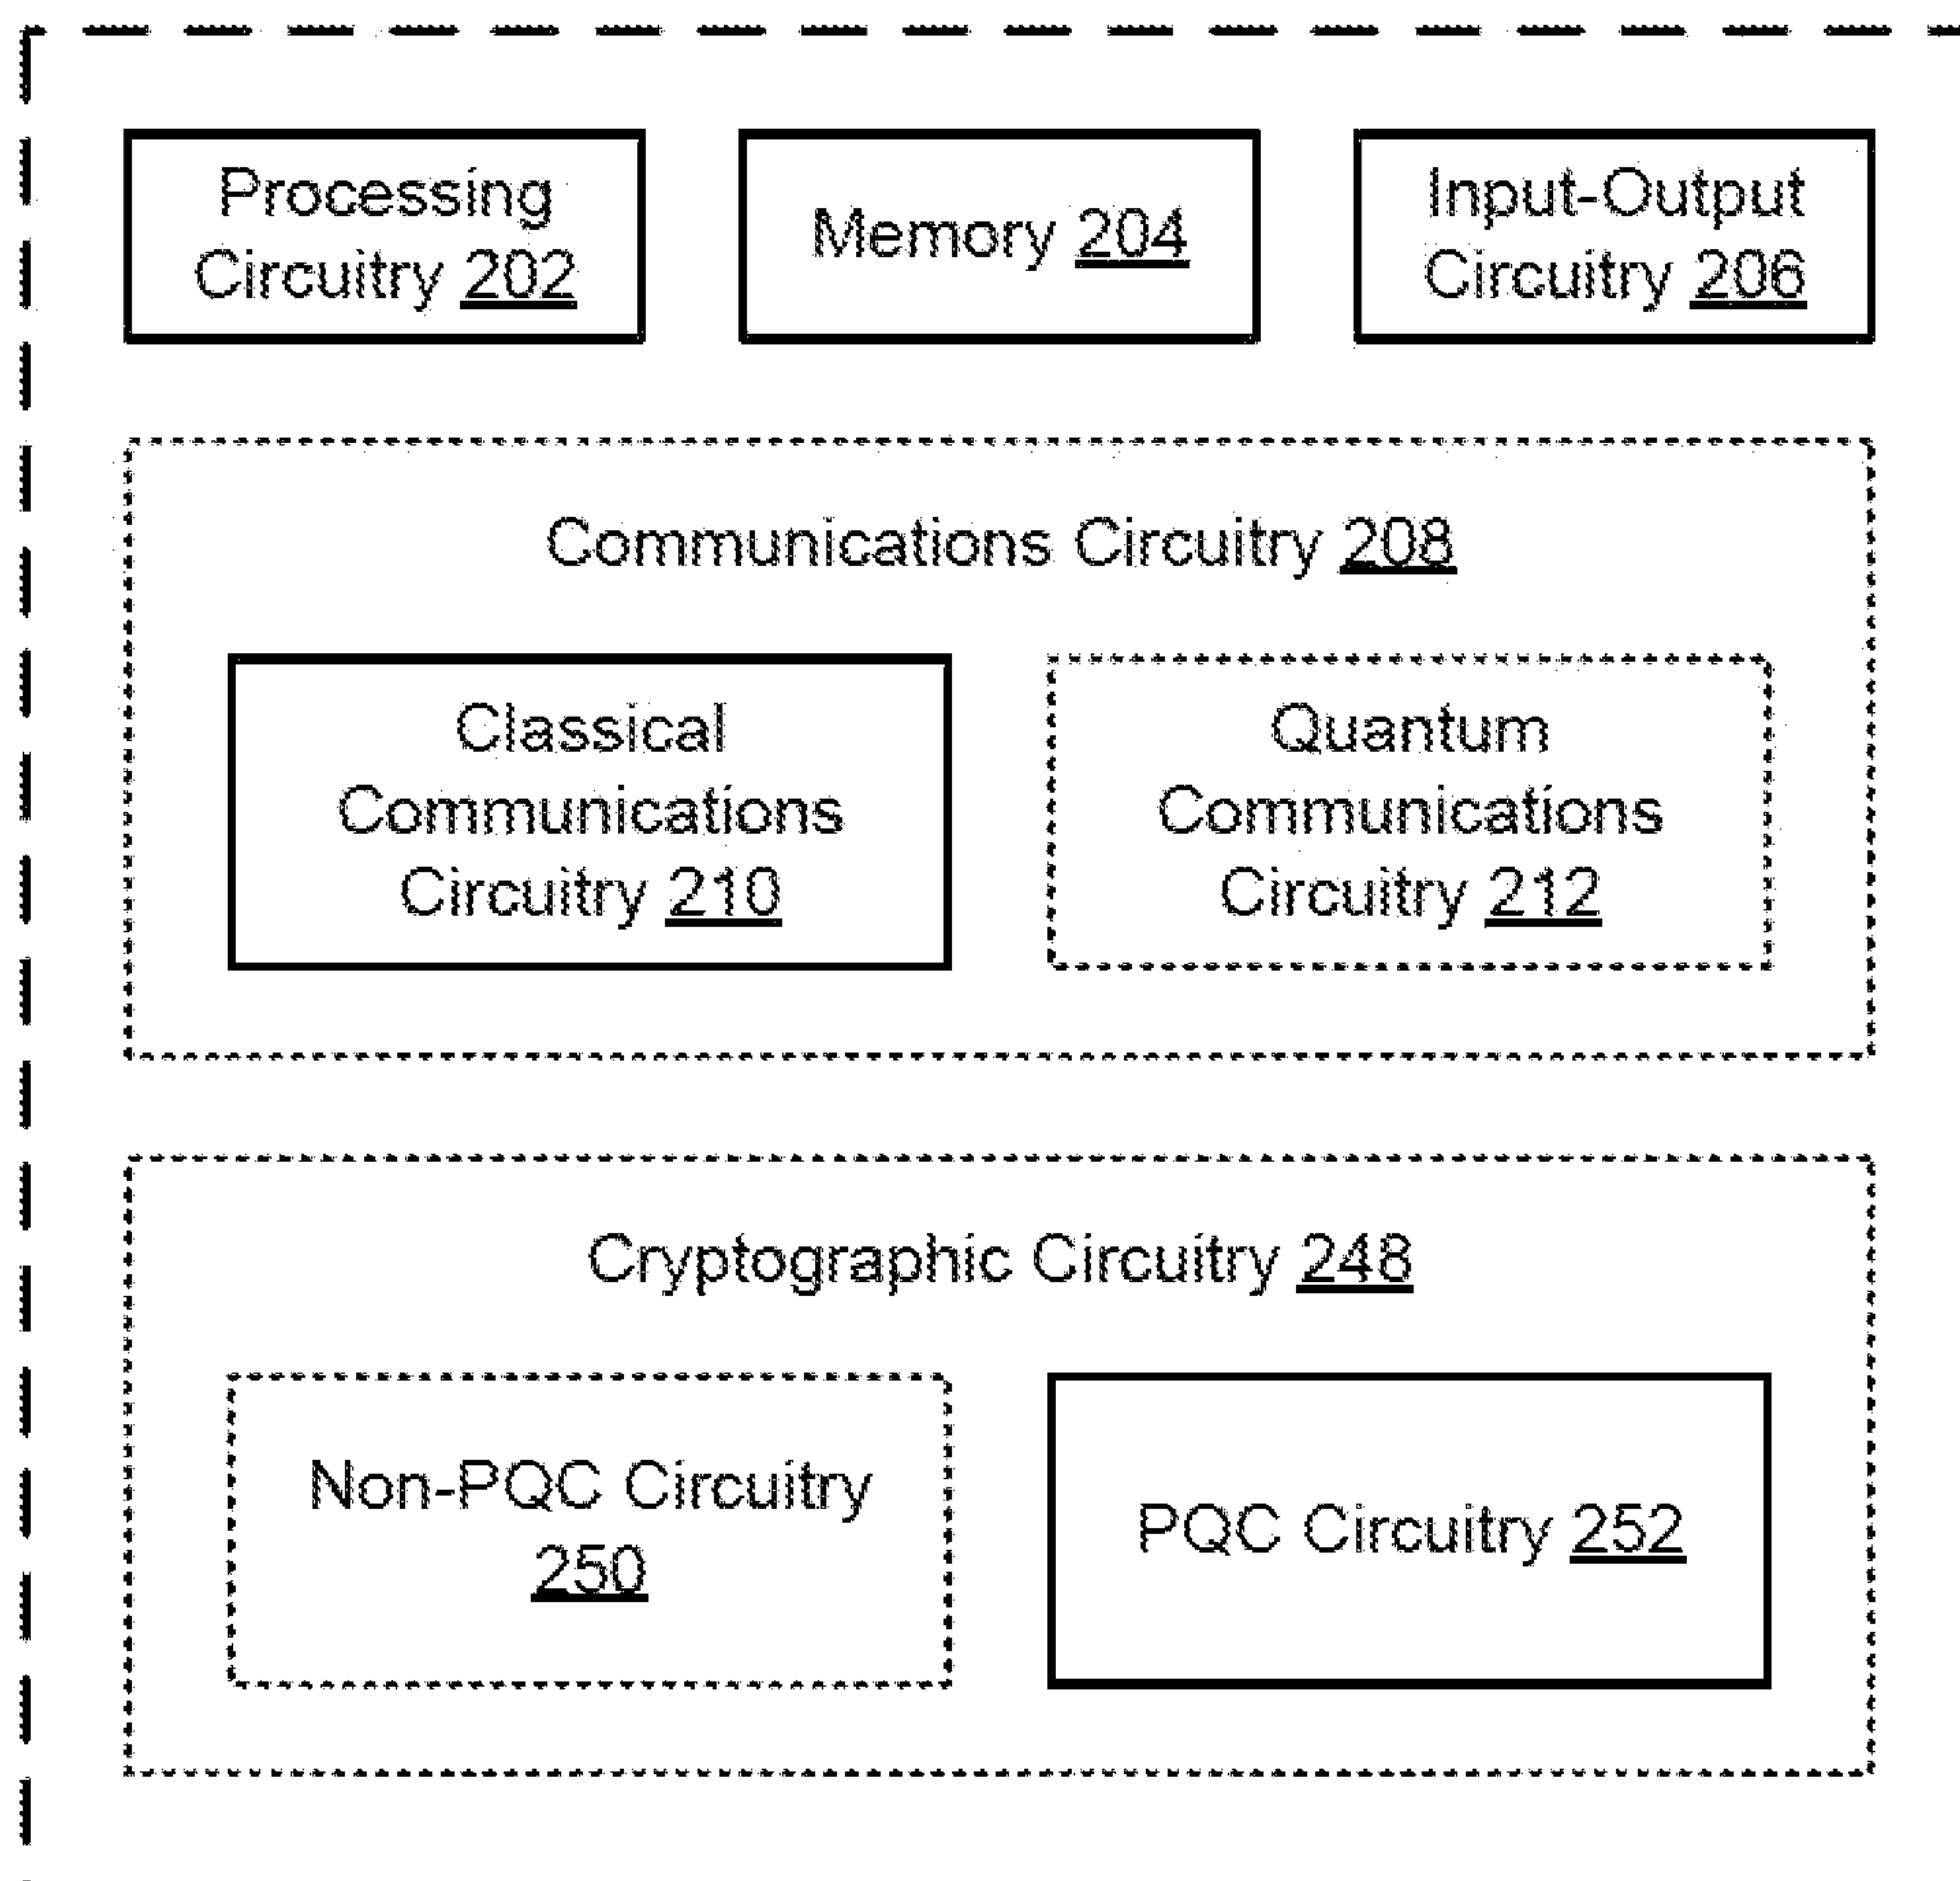 Processing
Circuitry 202
Memory 204
Input-Output
Circuitry 206
Communications Circuitry 208
Classical
Communications
Circuitry 210
Quantum
Communications
Circuitry 212
Cryptographic Circuitry 248
Non-PQC Circuitry
250
PQC Circuitry 252